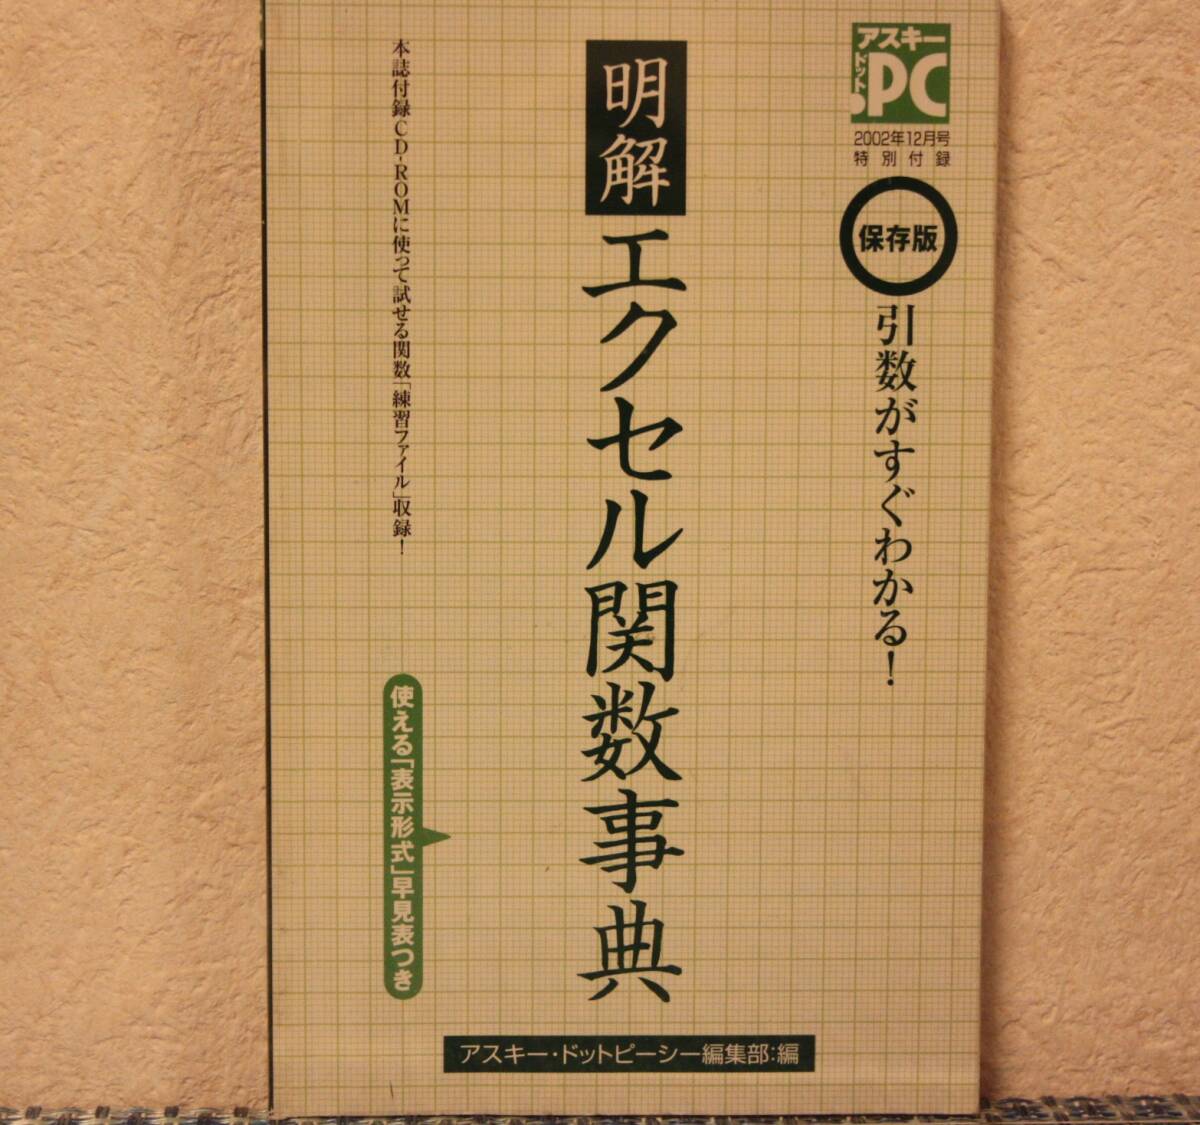 アスキー
ドット
.PC
2002年12月号
特別付録
保存版
引数がすぐわかる!
明解
エクセル関数事典
本誌付録CD-ROMに使って試せる関数「練習ファイル」収録!
使える「表示形式」早見表つき
アスキー・ドットピーシー編集部:編